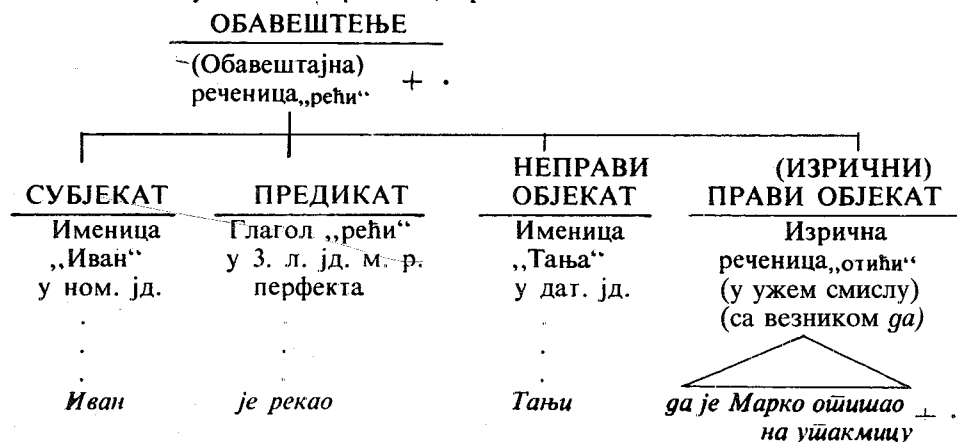 ОБАВЕШТЕЊЕ
(Обавештајна)
реченица„рећи“ + .
СУБЈЕКАТ
Именица
„Иван“
у ном. јд.
Иван
ПРЕДИКАТ
Глагол „рећи“
у 3. л. јд. м. р.
перфекта
је рекао
НЕПРАВИ
ОБЈЕКАТ
Именица
„Тања“
у дат. јд.
Тањи
(ИЗРИЧНИ)
ПРАВИ ОБЈЕКАТ
Изрична
реченица„отићи“
(у ужем смислу)
(са везником да)
да је Марко отишао + .
на утакмицу